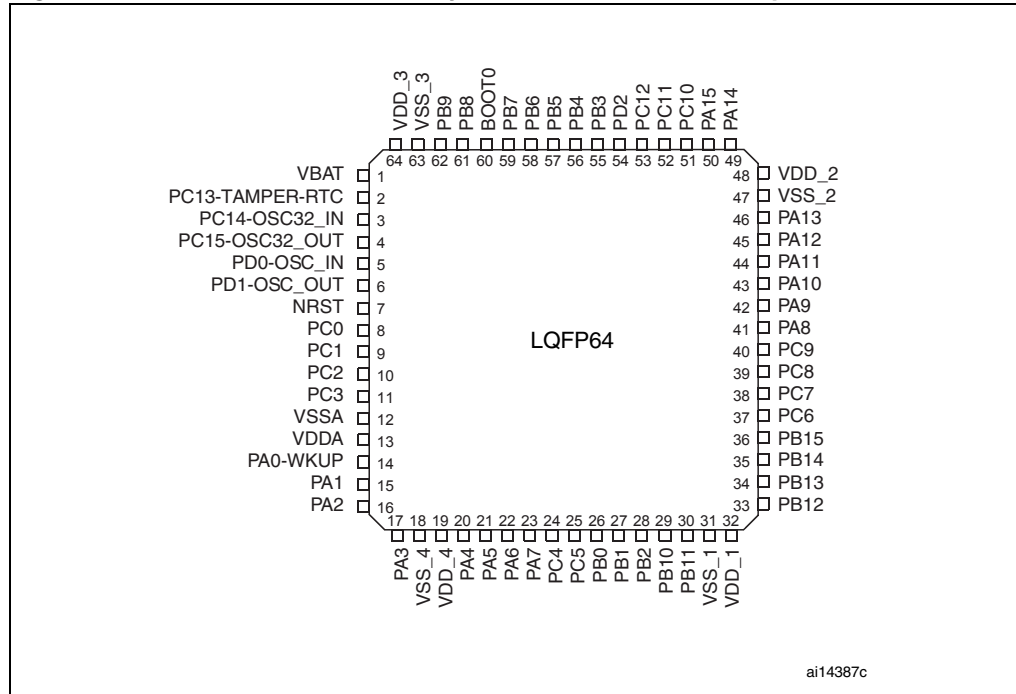 VDD_3
VSS_3
PB9
PB8
BOOT0
PB7
PB6
PB5
PB4
PB3
PD2
PC12
PC11
PC10
PA15
PA14
64 63 62 61 60 59 58 57 56 55 54 53 52 51 50 49
VBAT 1
PC13-TAMPER-RTC 2
PC14-OSC32_IN 3
PC15-OSC32_OUT 4
PD0-OSC_IN 5
PD1-OSC_OUT 6
NRST 7
PC0 8
PC1 9
PC2 10
PC3 11
VSSA 12
VDDA 13
PA0-WKUP 14
PA1 15
PA2 16
LQFP64
48 VDD_2
47 VSS_2
46 PA13
45 PA12
44 PA11
43 PA10
42 PA9
41 PA8
40 PC9
39 PC8
38 PC7
37 PC6
36 PB15
35 PB14
34 PB13
33 PB12
17 18 19 20 21 22 23 24 25 26 27 28 29 30 31 32
PA3
VSS_4
VDD_4
PA4
PA5
PA6
PA7
PC4
PC5
PB0
PB1
PB2
PB10
PB11
VSS_1
VDD_1
ai14387c